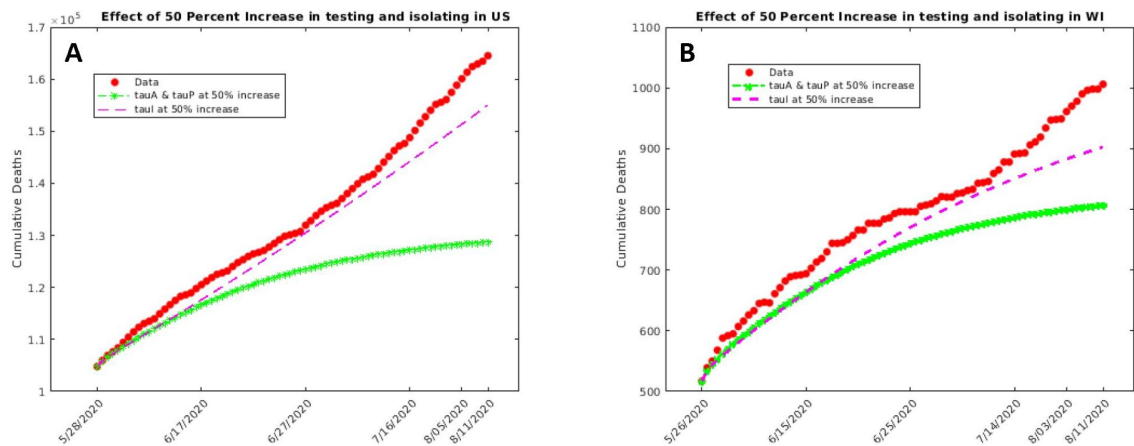 Effect of 50 Percent Increase in testing and isolating in US
× 10⁵
A
Data
tauA & tauP at 50% increase
tauI at 50% increase
Cumulative Deaths
1.7
1.6
1.5
1.4
1.3
1.2
1.1
1
5/28/2020
6/17/2020
6/27/2020
7/16/2020
8/05/2020
8/11/2020
Effect of 50 Percent Increase in testing and isolating in WI
B
Data
tauA & tauP at 50% increase
tauI at 50% increase
Cumulative Deaths
1100
1000
900
800
700
600
500
5/26/2020
6/15/2020
6/25/2020
7/14/2020
8/03/2020
8/11/2020